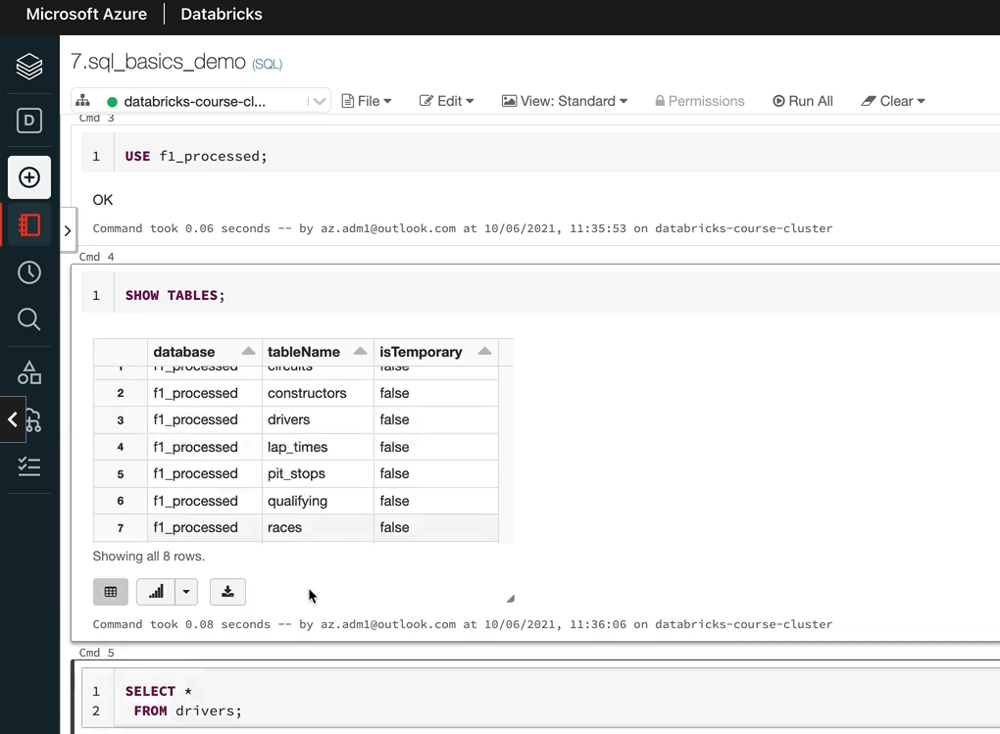 Microsoft Azure | Databricks
7.sql_basics_demo (SQL)
databricks-course-cl... File Edit View: Standard Permissions Run All Clear
Cmd 3
1 USE f1_processed;
OK
Command took 0.06 seconds -- by az.adm1@outlook.com at 10/06/2021, 11:35:53 on databricks-course-cluster
Cmd 4
1 SHOW TABLES;
database tableName isTemporary
1 f1_processed circuits false
2 f1_processed constructors false
3 f1_processed drivers false
4 f1_processed lap_times false
5 f1_processed pit_stops false
6 f1_processed qualifying false
7 f1_processed races false
Showing all 8 rows.
Command took 0.08 seconds -- by az.adm1@outlook.com at 10/06/2021, 11:36:06 on databricks-course-cluster
Cmd 5
1 SELECT *
2 FROM drivers;